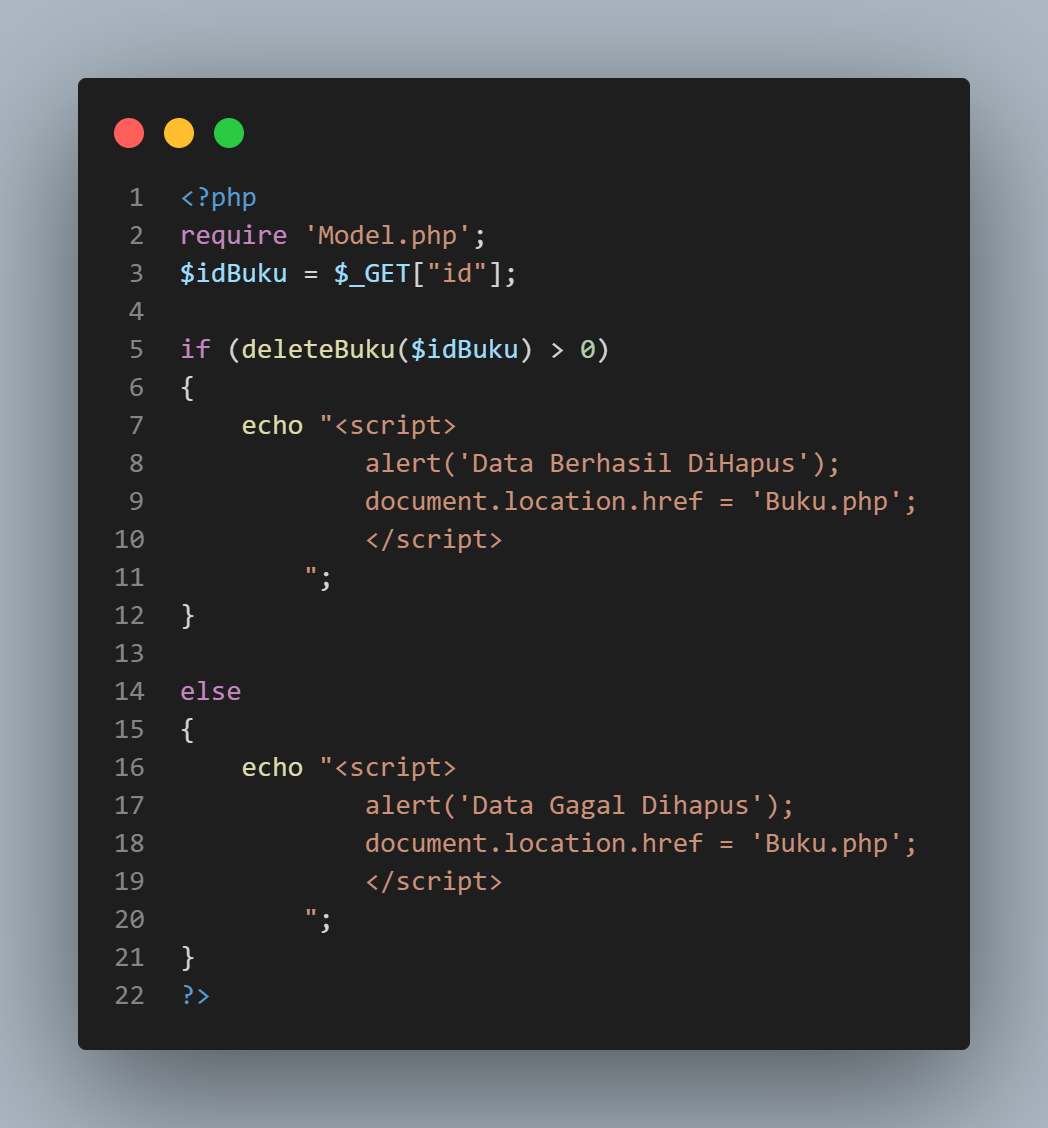 1 <?php
2 require 'Model.php';
3 $idBuku = $_GET["id"];
4
5 if (deleteBuku($idBuku) > 0)
6 {
7     echo "<script>
8             alert('Data Berhasil DiHapus');
9             document.location.href = 'Buku.php';
10             </script>
11         ";
12 }
13
14 else
15 {
16     echo "<script>
17             alert('Data Gagal Dihapus');
18             document.location.href = 'Buku.php';
19             </script>
20         ";
21 }
22 ?>